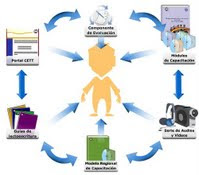 Componente
de Evaluación
Portal CETT
Módulos
de Capacitación
Guías de
lectoescritura
Serie de Audios
y Videos
Modelo Regional
de Capacitación